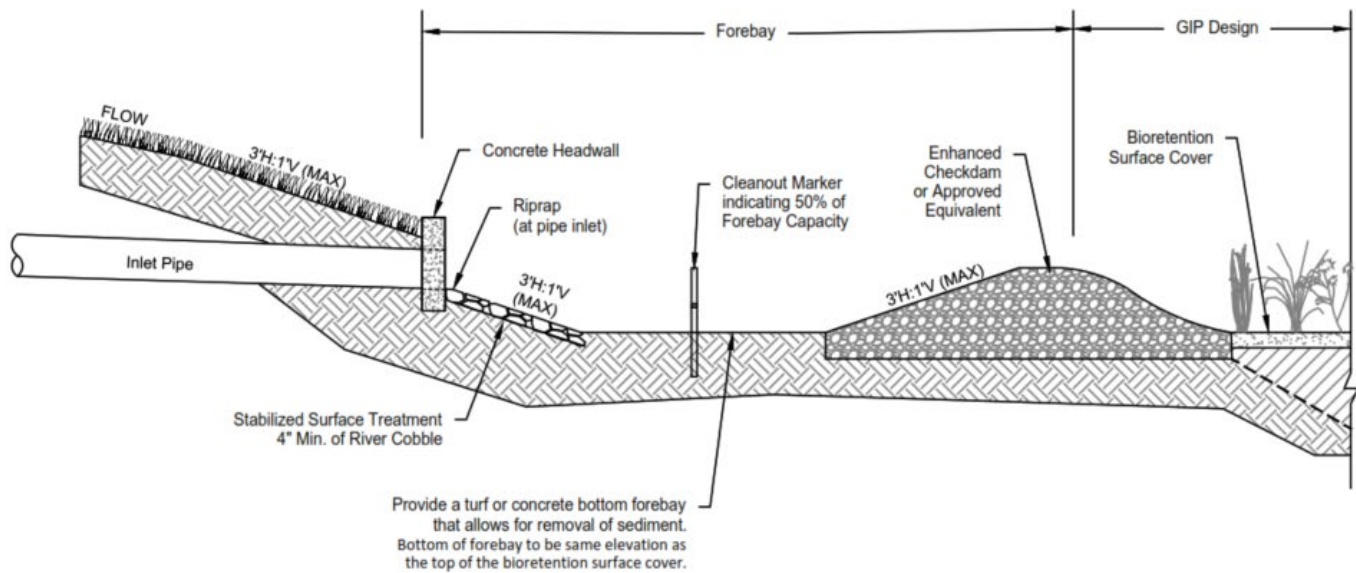 Forebay
GIP Design
FLOW
3'H:1'V (MAX)
Concrete Headwall
Bioretention
Surface Cover
Enhanced
Checkdam
or Approved
Equivalent
Cleanout Marker
indicating 50% of
Forebay Capacity
Riprap
(at pipe inlet)
Inlet Pipe
3'H:1'V
(MAX)
3'H:1'V (MAX)
Stabilized Surface Treatment
4" Min. of River Cobble
Provide a turf or concrete bottom forebay
that allows for removal of sediment.
Bottom of forebay to be same elevation as
the top of the bioretention surface cover.